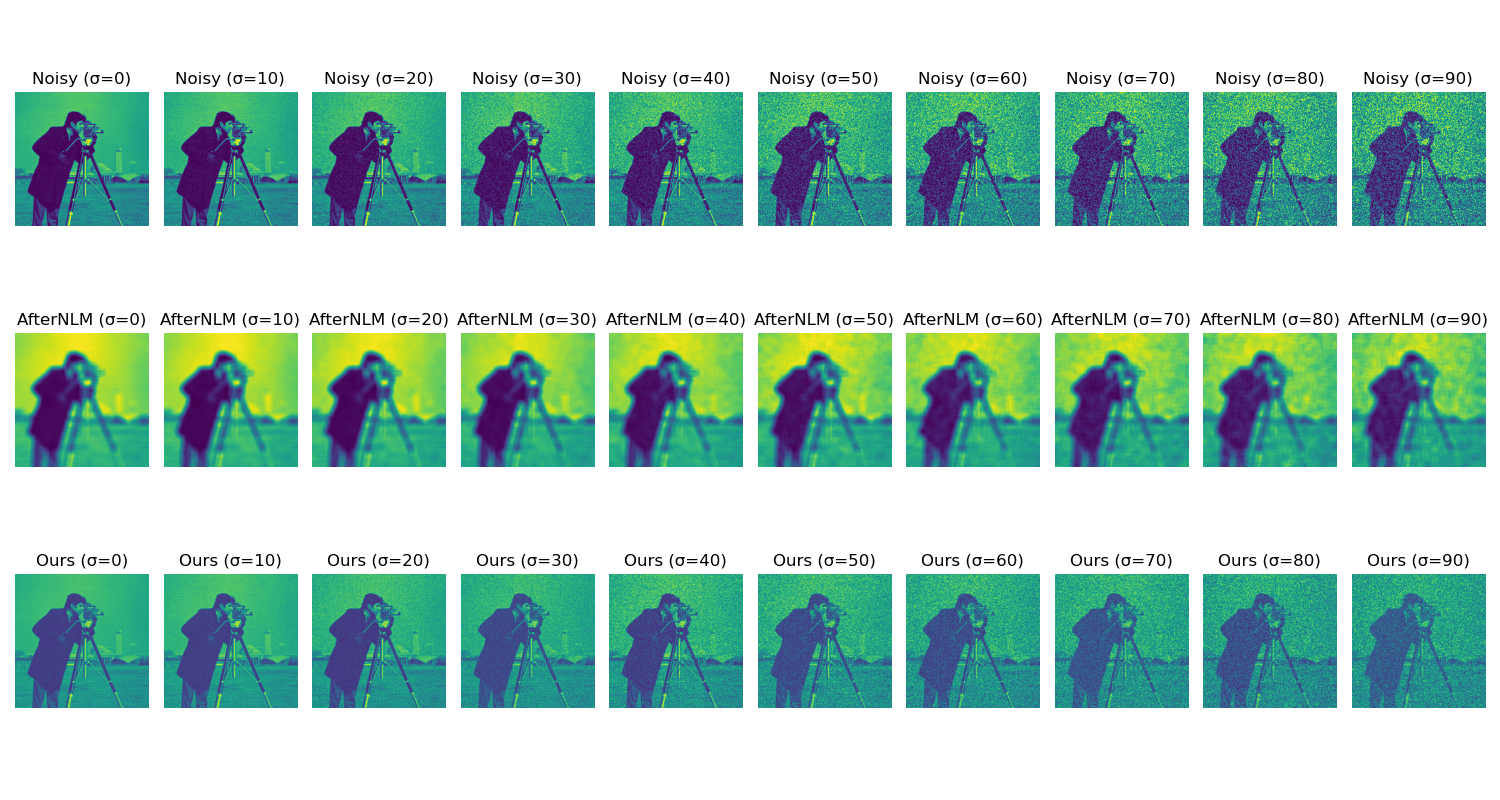 Noisy (σ=0) Noisy (σ=10) Noisy (σ=20) Noisy (σ=30) Noisy (σ=40) Noisy (σ=50) Noisy (σ=60) Noisy (σ=70) Noisy (σ=80) Noisy (σ=90)
AfterNLM (σ=0) AfterNLM (σ=10) AfterNLM (σ=20) AfterNLM (σ=30) AfterNLM (σ=40) AfterNLM (σ=50) AfterNLM (σ=60) AfterNLM (σ=70) AfterNLM (σ=80) AfterNLM (σ=90)
Ours (σ=0) Ours (σ=10) Ours (σ=20) Ours (σ=30) Ours (σ=40) Ours (σ=50) Ours (σ=60) Ours (σ=70) Ours (σ=80) Ours (σ=90)